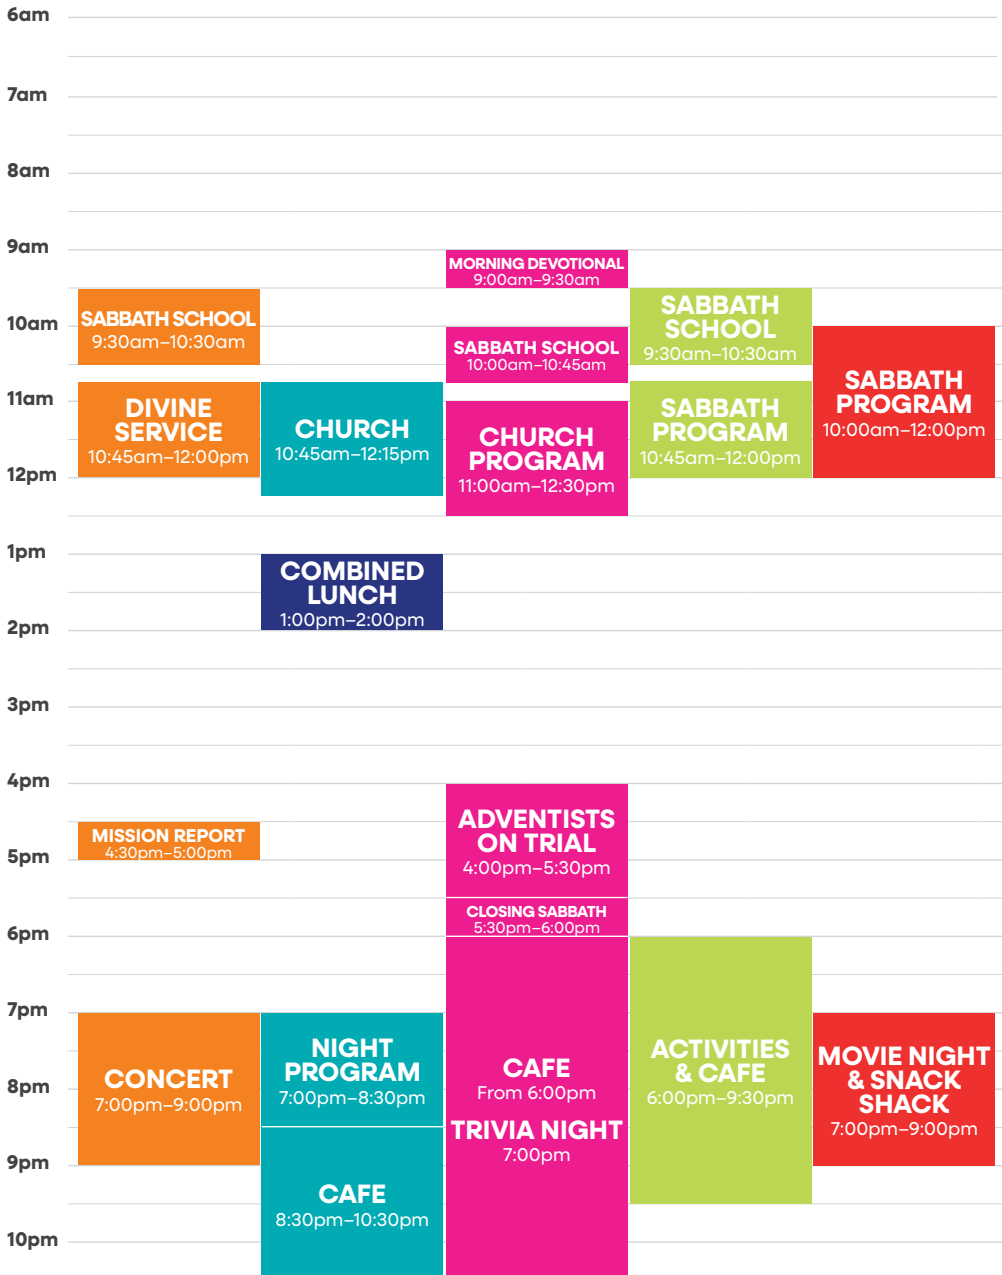 6am
7am
8am
9am
10am
11am
12pm
1pm
2pm
3pm
4pm
5pm
6pm
7pm
8pm
9pm
10pm
SABBATH SCHOOL
9:30am–10:30am
DIVINE
SERVICE
10:45am–12:00pm
MISSION REPORT
4:30pm–5:00pm
CONCERT
7:00pm–9:00pm
CHURCH
10:45am–12:15pm
COMBINED
LUNCH
1:00pm–2:00pm
NIGHT
PROGRAM
7:00pm–8:30pm
CAFE
8:30pm–10:30pm
MORNING DEVOTIONAL
9:00am–9:30am
SABBATH SCHOOL
10:00am–10:45am
CHURCH
PROGRAM
11:00am–12:30pm
ADVENTISTS
ON TRIAL
4:00pm–5:30pm
CLOSING SABBATH
5:30pm–6:00pm
CAFE
From 6:00pm
TRIVIA NIGHT
7:00pm
SABBATH
SCHOOL
9:30am–10:30am
SABBATH
PROGRAM
10:45am–12:00pm
ACTIVITIES
& CAFE
6:00pm–9:30pm
SABBATH
PROGRAM
10:00am–12:00pm
MOVIE NIGHT
& SNACK
SHACK
7:00pm–9:00pm